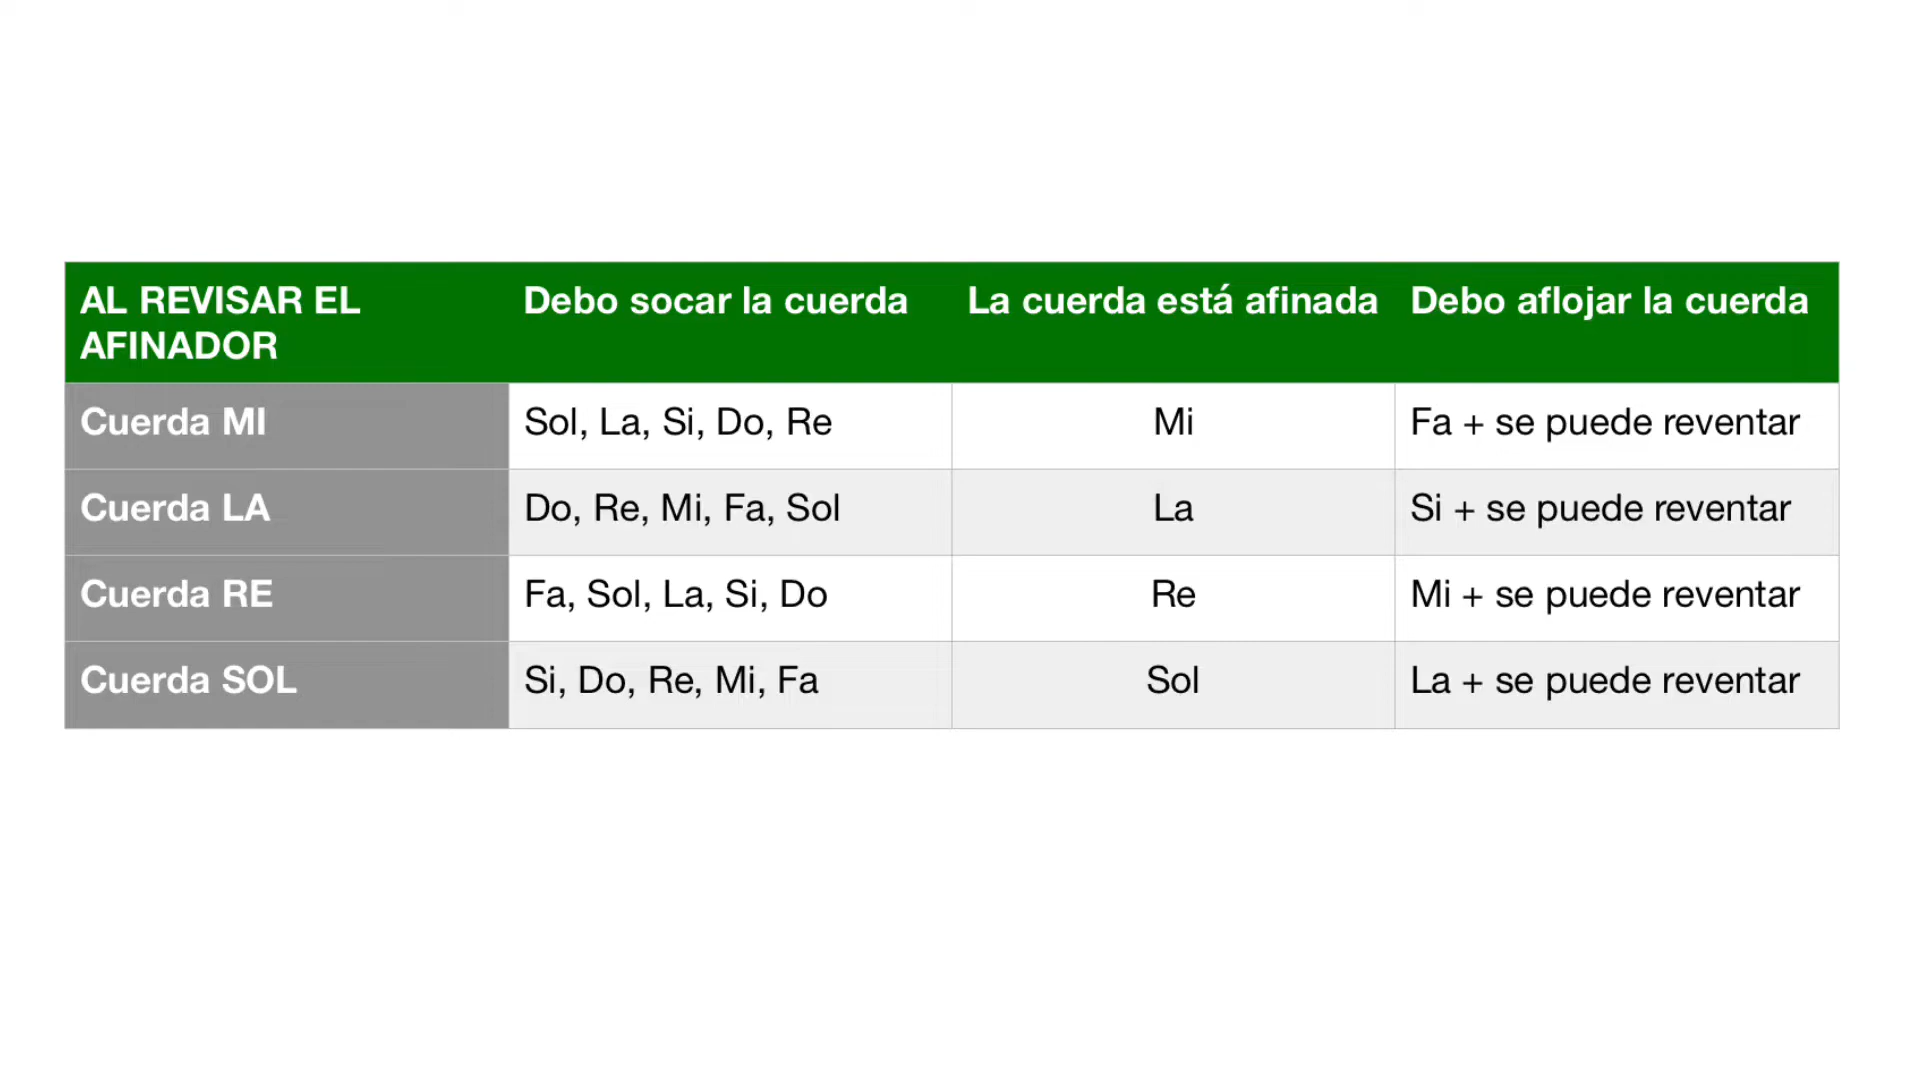 AL REVISAR EL
AFINADOR
Debo socar la cuerda
La cuerda está afinada
Debo aflojar la cuerda
Cuerda MI
Sol, La, Si, Do, Re
Mi
Fa + se puede reventar
Cuerda LA
Do, Re, Mi, Fa, Sol
La
Si + se puede reventar
Cuerda RE
Fa, Sol, La, Si, Do
Re
Mi + se puede reventar
Cuerda SOL
Si, Do, Re, Mi, Fa
Sol
La + se puede reventar